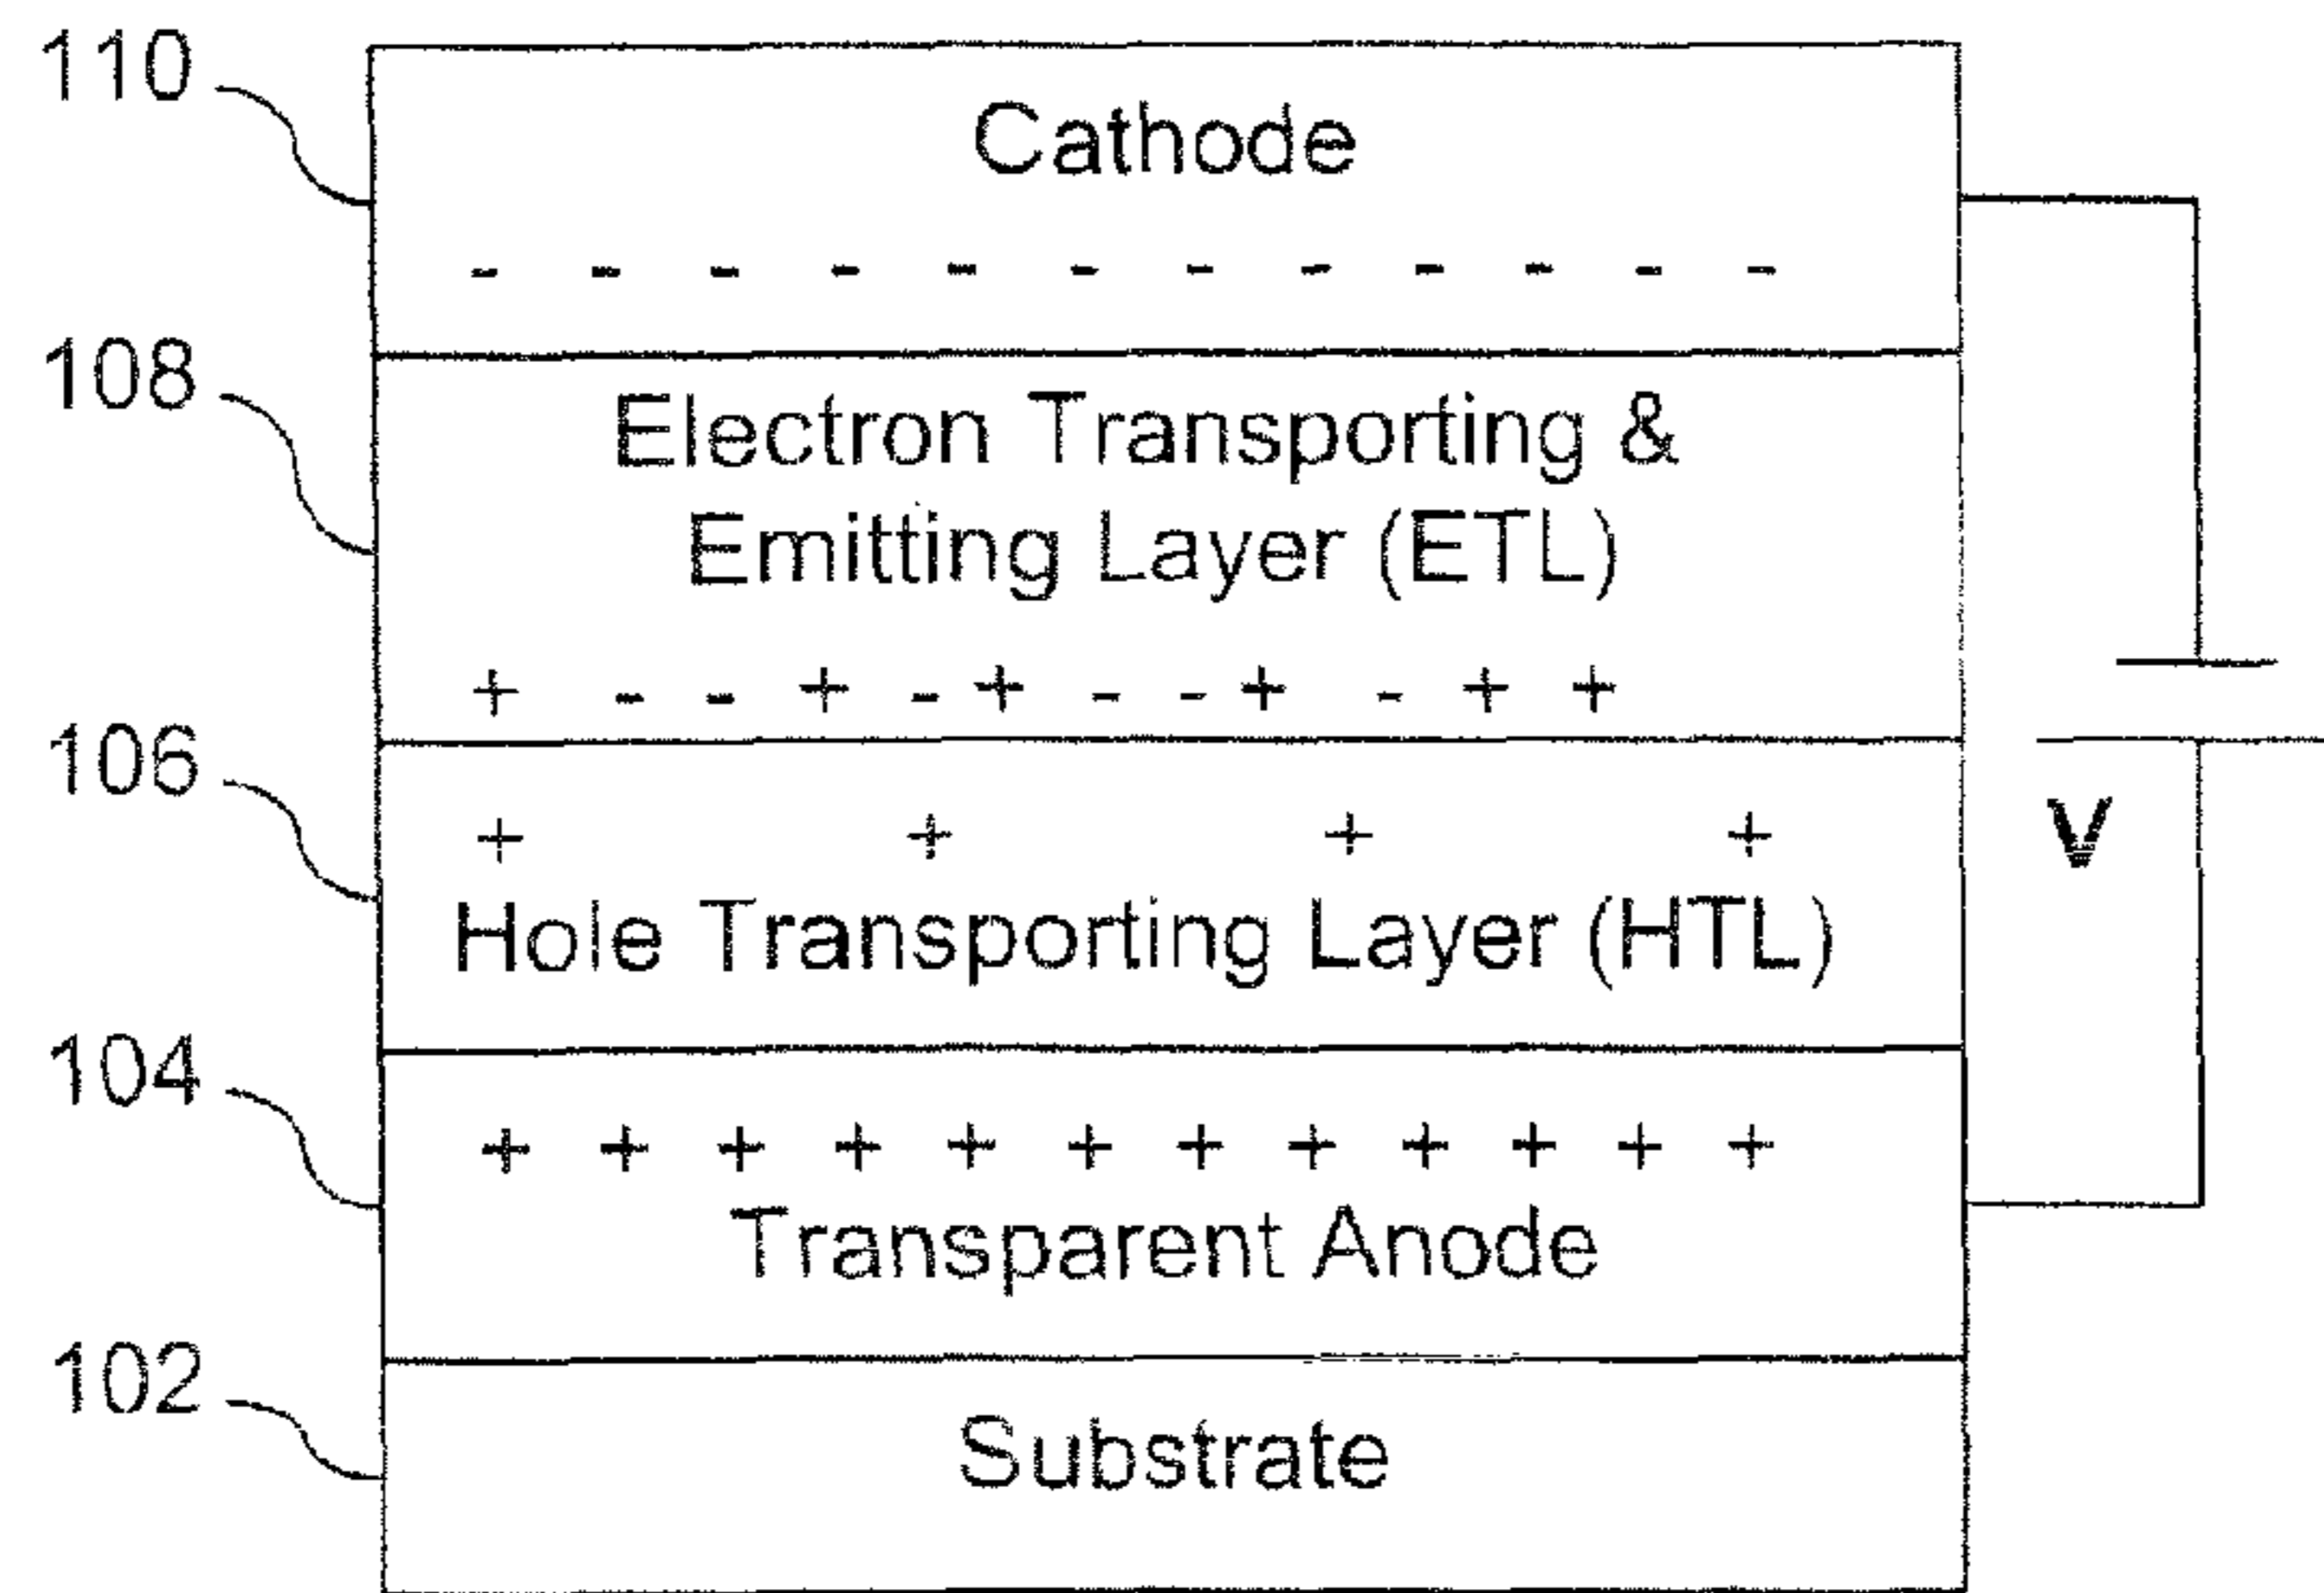 110
Cathode
- - - - - - - - - - - -
108
Electron Transporting &
Emitting Layer (ETL)
+ - - + - + - - + - + +
106
+ + + +
V
Hole Transporting Layer (HTL)
104
+ + + + + + + + + + + +
Transparent Anode
102
Substrate